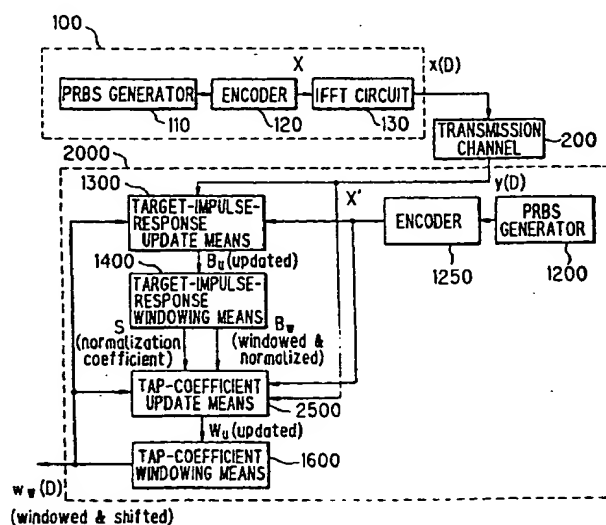 100
X
x(D)
PRBS GENERATOR
ENCODER
IFFT CIRCUIT
110
120
130
TRANSMISSION
CHANNEL
200
2000
1300
y(D)
TARGET-IMPULSE-
RESPONSE
UPDATE MEANS
X'
ENCODER
PRBS
GENERATOR
1250
1200
1400
Bu(updated)
TARGET-IMPULSE-
RESPONSE
WINDOWING MEANS
S
(normalization
coefficient)
Bw
(windowed &
normalized)
TAP-COEFFICIENT
UPDATE MEANS
2500
Wu(updated)
TAP-COEFFICIENT
WINDOWING MEANS
1600
ww(D)
(windowed & shifted)